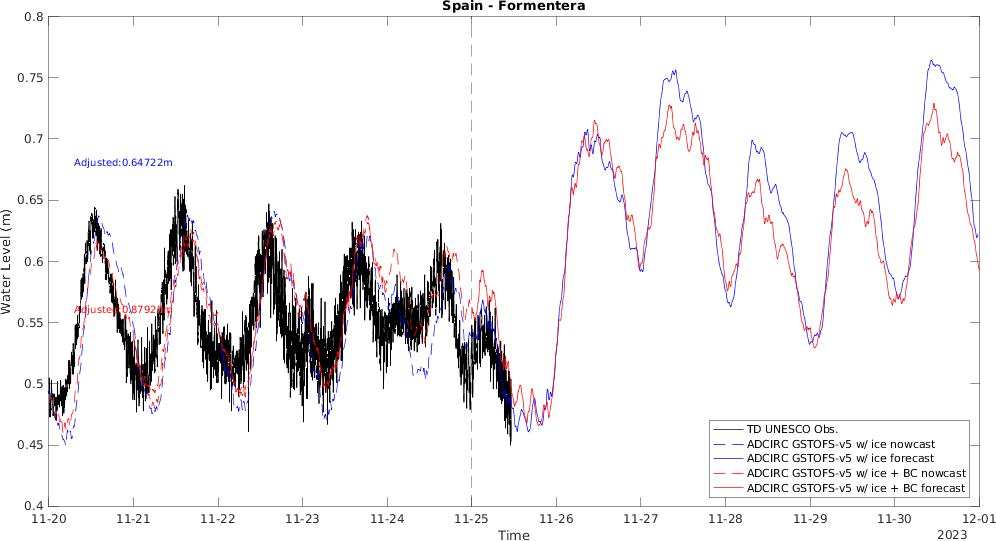 Spain - Formentera
0.8
0.75
0.7
0.65
0.6
0.55
0.5
0.45
0.4
Water Level (m)
Adjusted:0.64722m
TD UNESCO Obs.
ADCIRC GSTOFS-v5 w/ ice nowcast
ADCIRC GSTOFS-v5 w/ ice forecast
ADCIRC GSTOFS-v5 w/ ice + BC nowcast
ADCIRC GSTOFS-v5 w/ ice + BC forecast
11-20 11-21 11-22 11-23 11-24 11-25 11-26 11-27 11-28 11-29 11-30 12-01
Time
2023